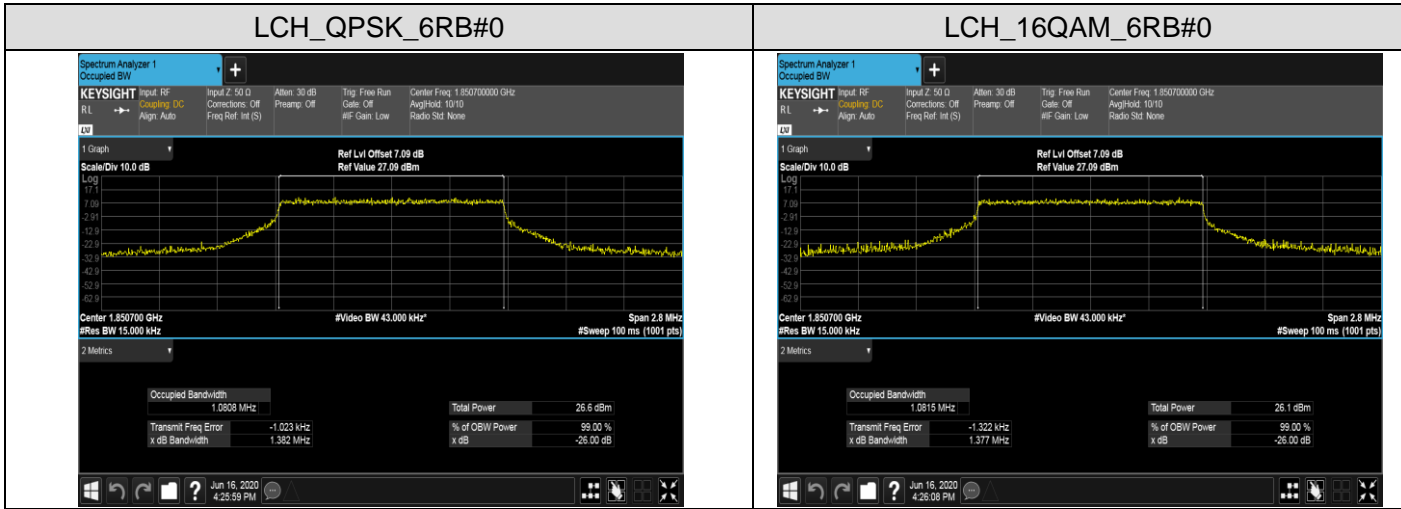 LCH_QPSK_6RB#0
LCH_16QAM_6RB#0
Spectrum Analyzer 1
Occupied BW
+
KEYSIGHT Input: RF Input Z: 50 Ω Atten: 30 dB Trig: Free Run Center Freq: 1.850700000 GHz
RL Coupling: DC Corrections: Off Preamp: Off Gate: Off Avg|Hold: 10/10
Align: Auto Freq Ref: Int (S) #IF Gain: Low Radio Std: None
LXI
1 Graph
Ref Lvl Offset 7.09 dB
Scale/Div 10.0 dB Ref Value 27.09 dBm
Log
17.1
7.09
-2.91
-12.9
-22.9
-32.9
-42.9
-52.9
-62.9
Center 1.850700 GHz #Video BW 43.000 kHz* Span 2.8 MHz
#Res BW 15.000 kHz #Sweep 100 ms (1001 pts)
2 Metrics
Occupied Bandwidth
1.0808 MHz Total Power 26.6 dBm
Transmit Freq Error -1.023 kHz % of OBW Power 99.00 %
x dB Bandwidth 1.382 MHz x dB -26.00 dB
? Jun 16, 2020
4:25:59 PM
Spectrum Analyzer 1
Occupied BW
+
KEYSIGHT Input: RF Input Z: 50 Ω Atten: 30 dB Trig: Free Run Center Freq: 1.850700000 GHz
RL Coupling: DC Corrections: Off Preamp: Off Gate: Off Avg|Hold: 10/10
Align: Auto Freq Ref: Int (S) #IF Gain: Low Radio Std: None
LXI
1 Graph
Ref Lvl Offset 7.09 dB
Scale/Div 10.0 dB Ref Value 27.09 dBm
Log
17.1
7.09
-2.91
-12.9
-22.9
-32.9
-42.9
-52.9
-62.9
Center 1.850700 GHz #Video BW 43.000 kHz* Span 2.8 MHz
#Res BW 15.000 kHz #Sweep 100 ms (1001 pts)
2 Metrics
Occupied Bandwidth
1.0815 MHz Total Power 26.1 dBm
Transmit Freq Error -1.322 kHz % of OBW Power 99.00 %
x dB Bandwidth 1.377 MHz x dB -26.00 dB
? Jun 16, 2020
4:26:08 PM